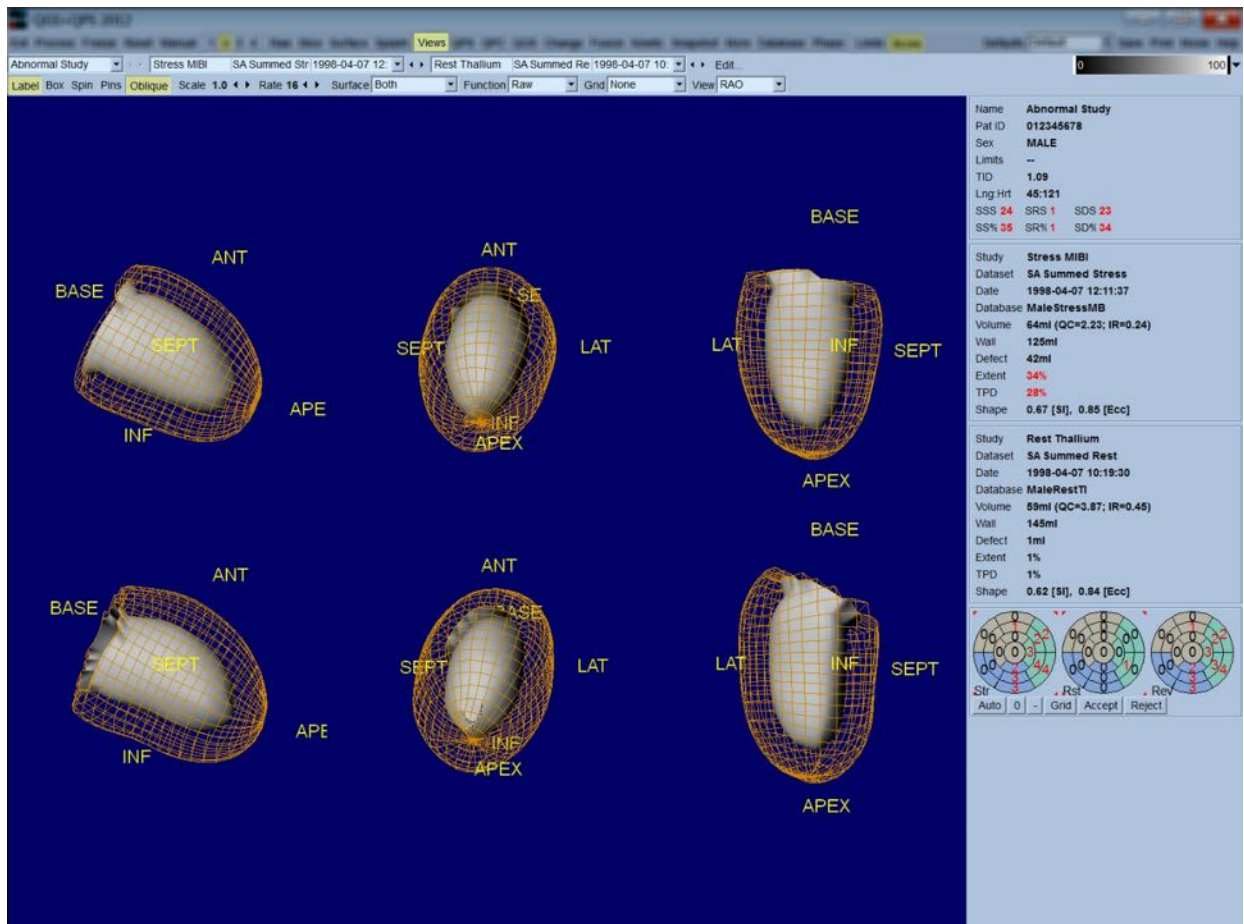 QGS+QPS 2012
Views
Abnormal Study Stress MIBI SA Summed Str 1998-04-07 12: Rest Thallium SA Summed Re 1998-04-07 10: Edit...
0 100
Label Box Spin Pins Oblique Scale 1.0 Rate 16 Surface Both Function Raw Grid None View RAO
Name Abnormal Study
Pat ID 012345678
Sex MALE
Limits --
TID 1.09
Lng:Hrt 45:121
SSS 24 SRS 1 SDS 23
SS% 35 SR% 1 SD% 34
Study Stress MIBI
Dataset SA Summed Stress
Date 1998-04-07 12:11:37
Database MaleStressMB
Volume 64ml (QC=2.23; IR=0.24)
Wall 125ml
Defect 42ml
Extent 34%
TPD 28%
Shape 0.67 [SI], 0.85 [Ecc]
Study Rest Thallium
Dataset SA Summed Rest
Date 1998-04-07 10:19:30
Database MaleRestTl
Volume 59ml (QC=3.87; IR=0.45)
Wall 145ml
Defect 1ml
Extent 1%
TPD 1%
Shape 0.62 [SI], 0.84 [Ecc]
Str Rst Rev
Auto 0 - Grid Accept Reject
ANT
BASE
SEPT
APE
INF
ANT
SEPT
LAT
INF
APEX
BASE
LAT
INF
SEPT
APEX
ANT
BASE
SEPT
APE
INF
ANT
BASE
SEPT
LAT
INF
APEX
BASE
LAT
INF
SEPT
APEX